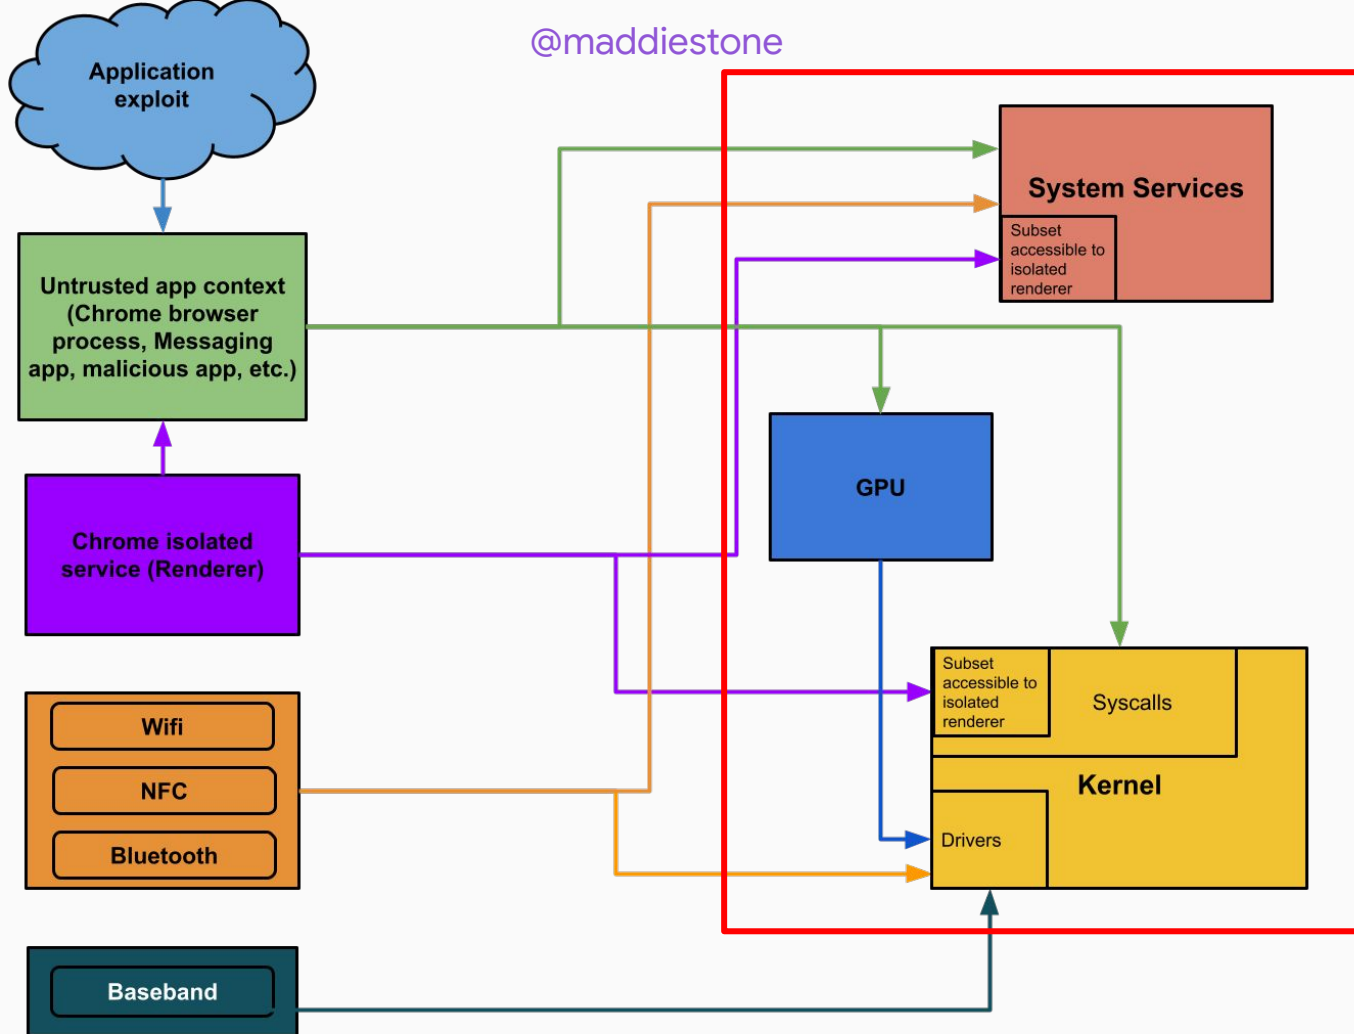 @maddiestone
Application
exploit
System Services
Subset
accessible to
isolated
renderer
Untrusted app context
(Chrome browser
process, Messaging
app, malicious app, etc.)
GPU
Chrome isolated
service (Renderer)
Subset
accessible to
isolated
renderer
Syscalls
Kernel
Drivers
Wifi
NFC
Bluetooth
Baseband